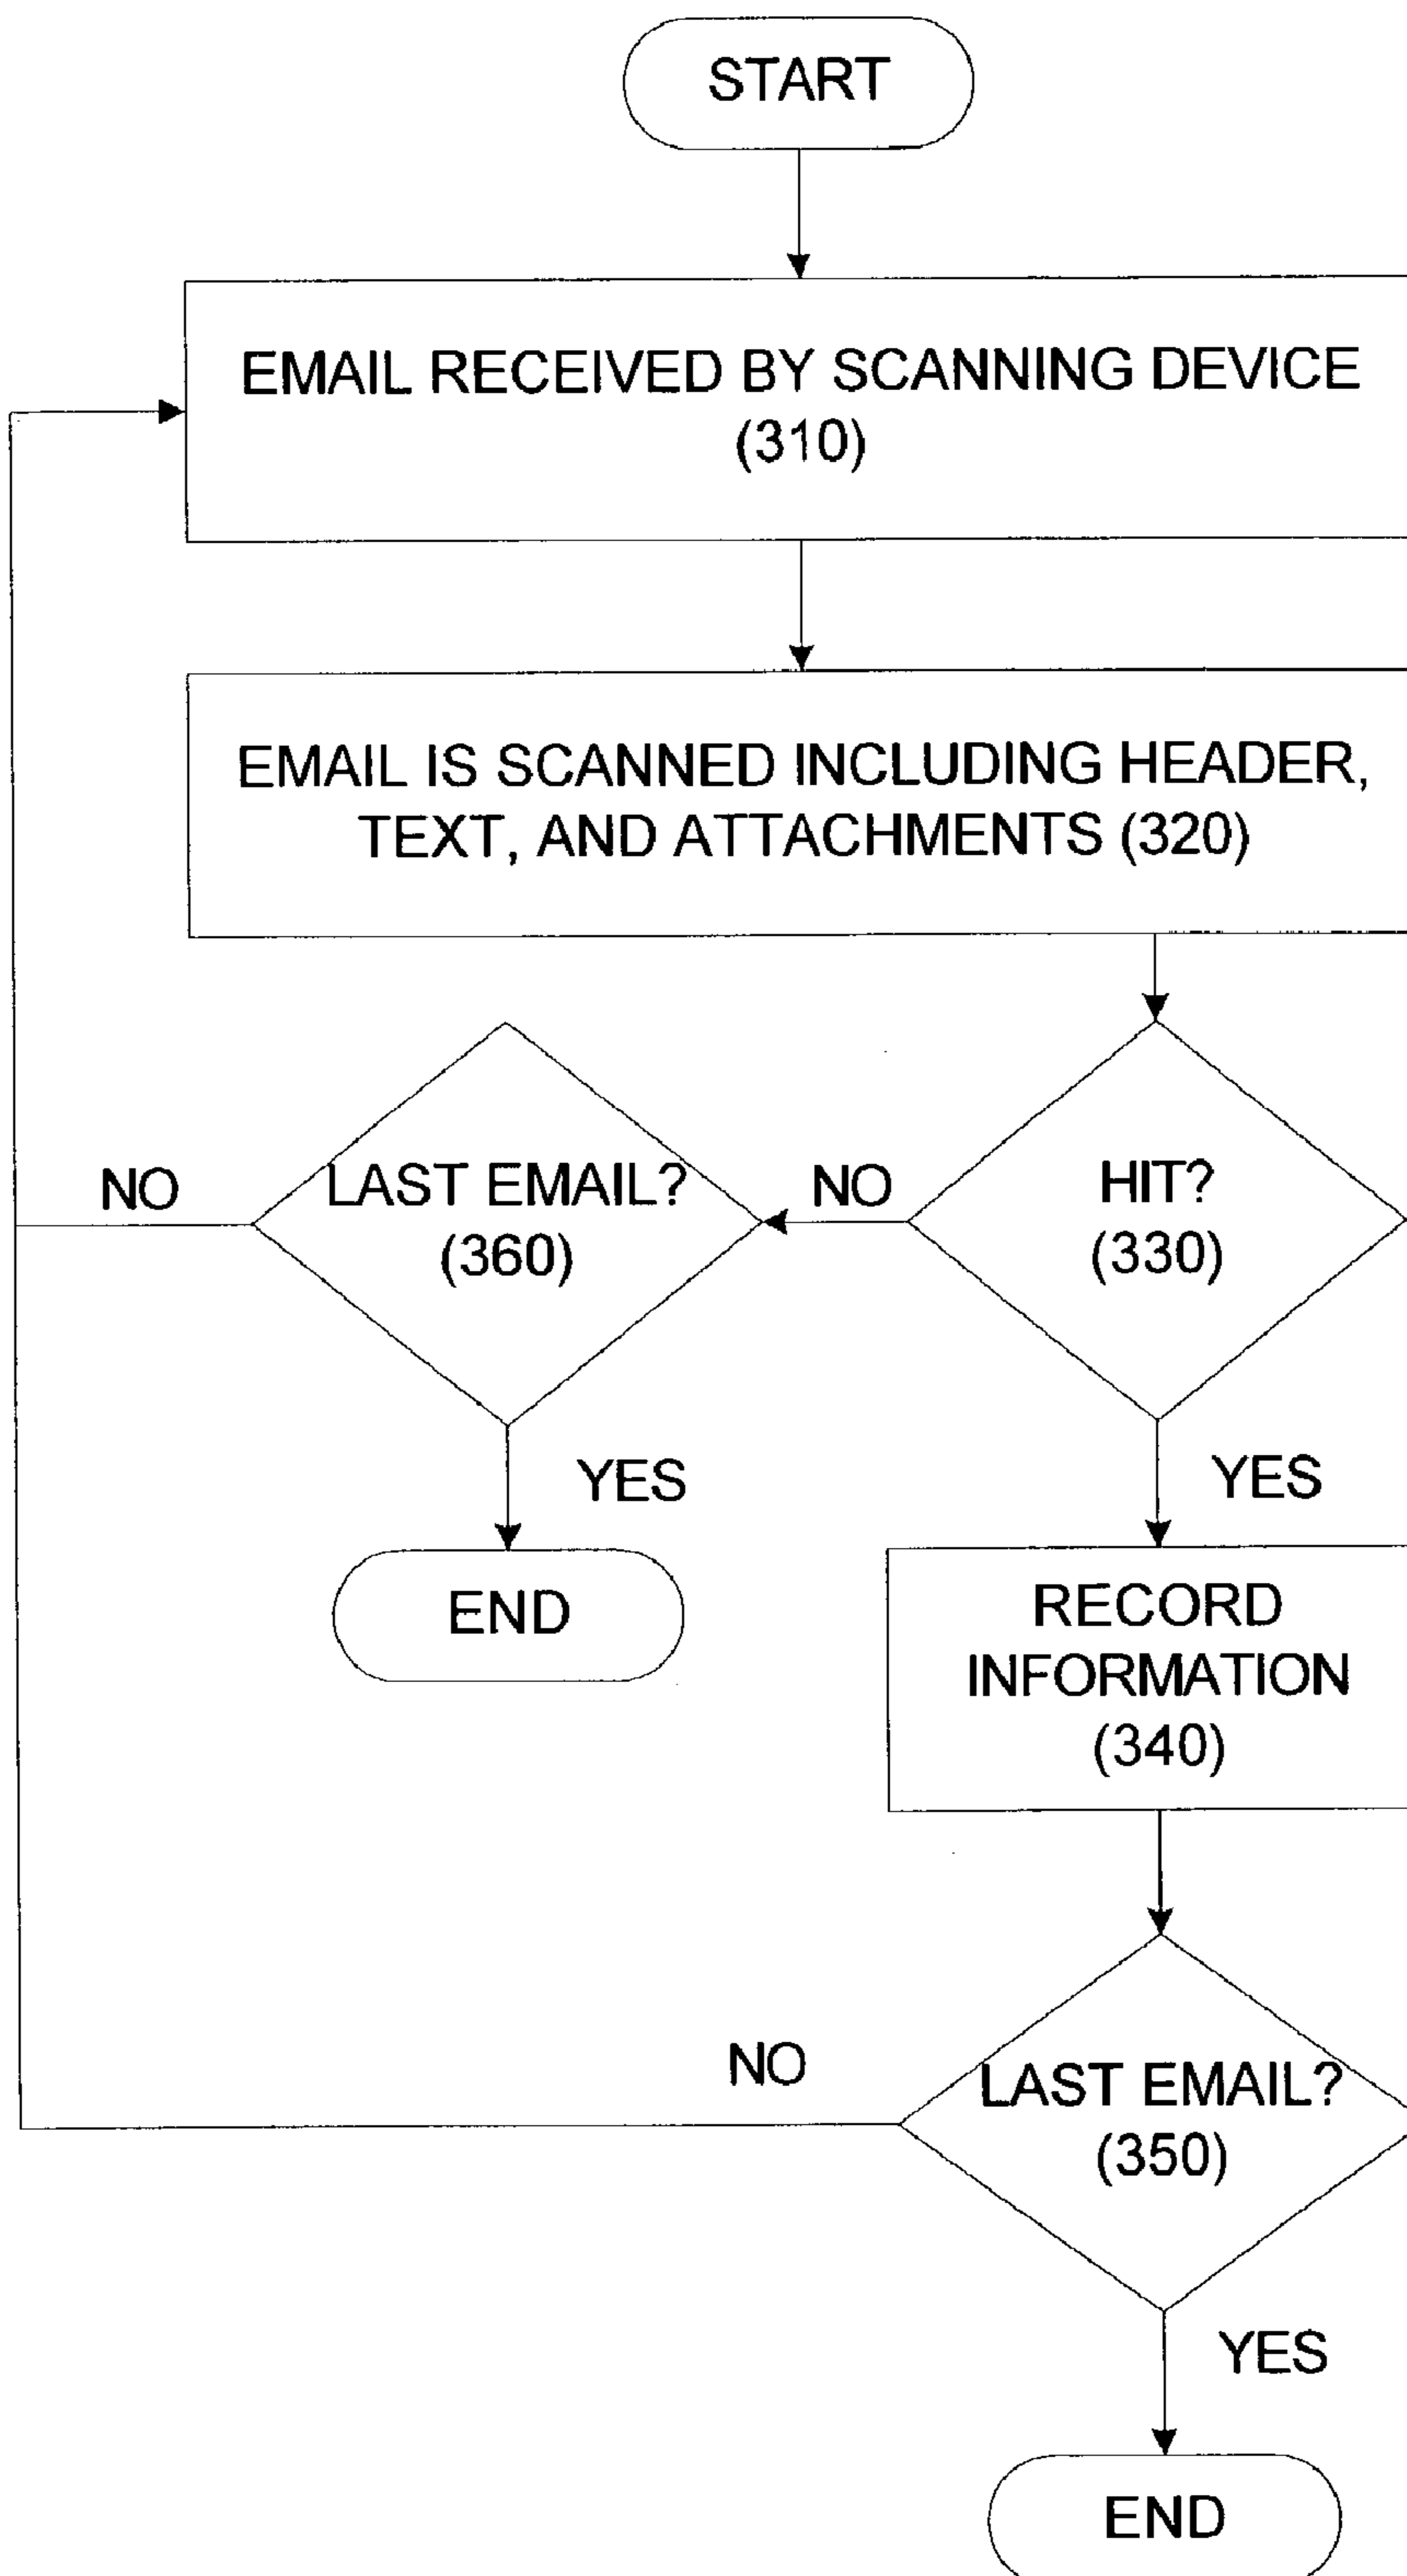 START
EMAIL RECEIVED BY SCANNING DEVICE
(310)
EMAIL IS SCANNED INCLUDING HEADER,
TEXT, AND ATTACHMENTS (320)
NO
LAST EMAIL?
(360)
NO
HIT?
(330)
YES
YES
END
RECORD
INFORMATION
(340)
NO
LAST EMAIL?
(350)
YES
END